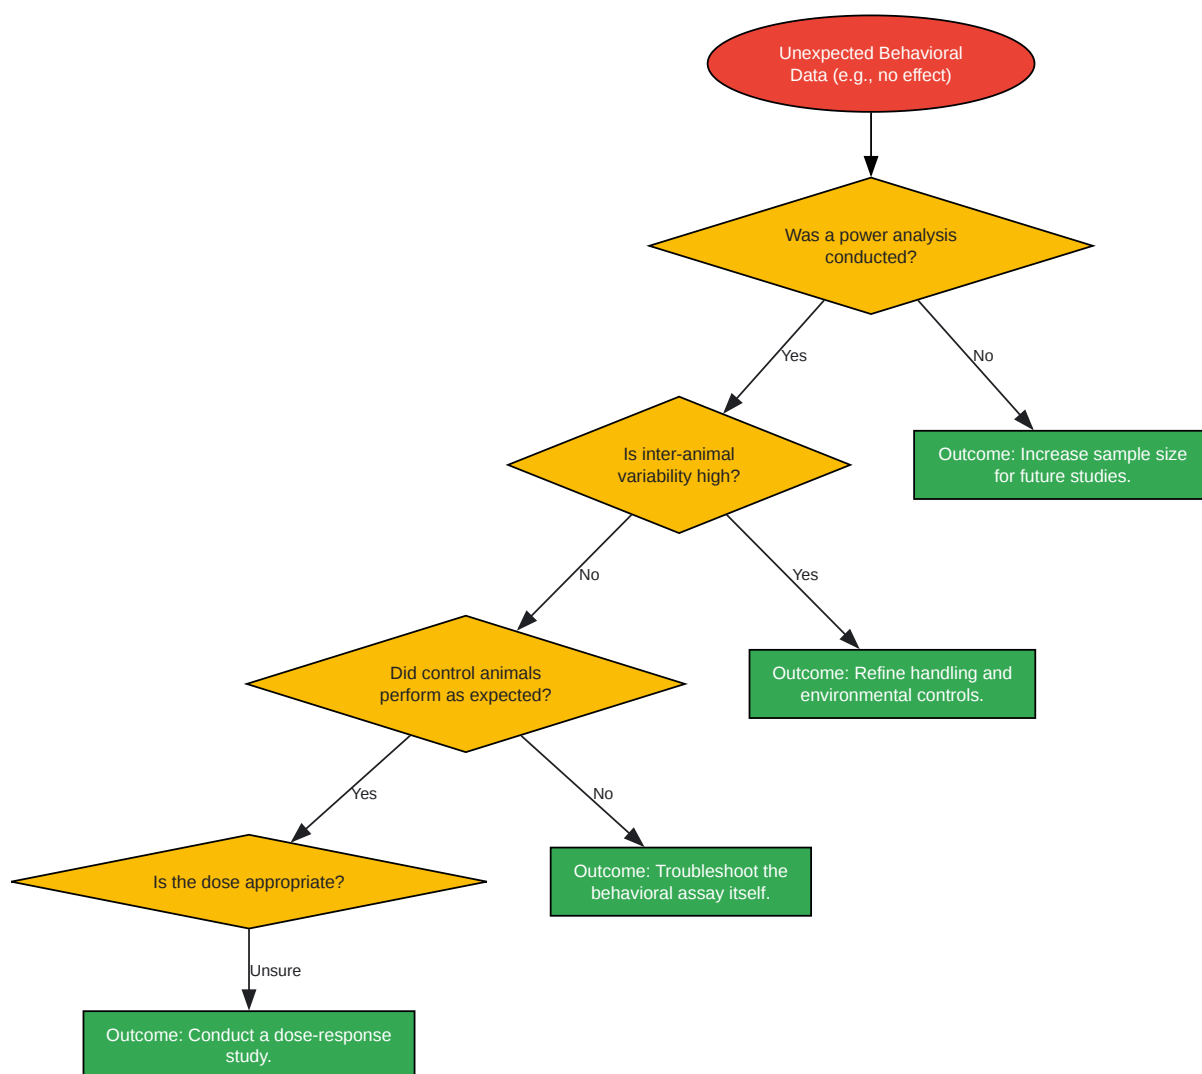 Unexpected Behavioral
Data (e.g., no effect)
Was a power analysis
conducted?
Yes
No
Is inter-animal
variability high?
Outcome: Increase sample size
for future studies.
No
Yes
Did control animals
perform as expected?
Outcome: Refine handling and
environmental controls.
Yes
No
Is the dose appropriate?
Outcome: Troubleshoot the
behavioral assay itself.
Unsure
Outcome: Conduct a dose-response
study.